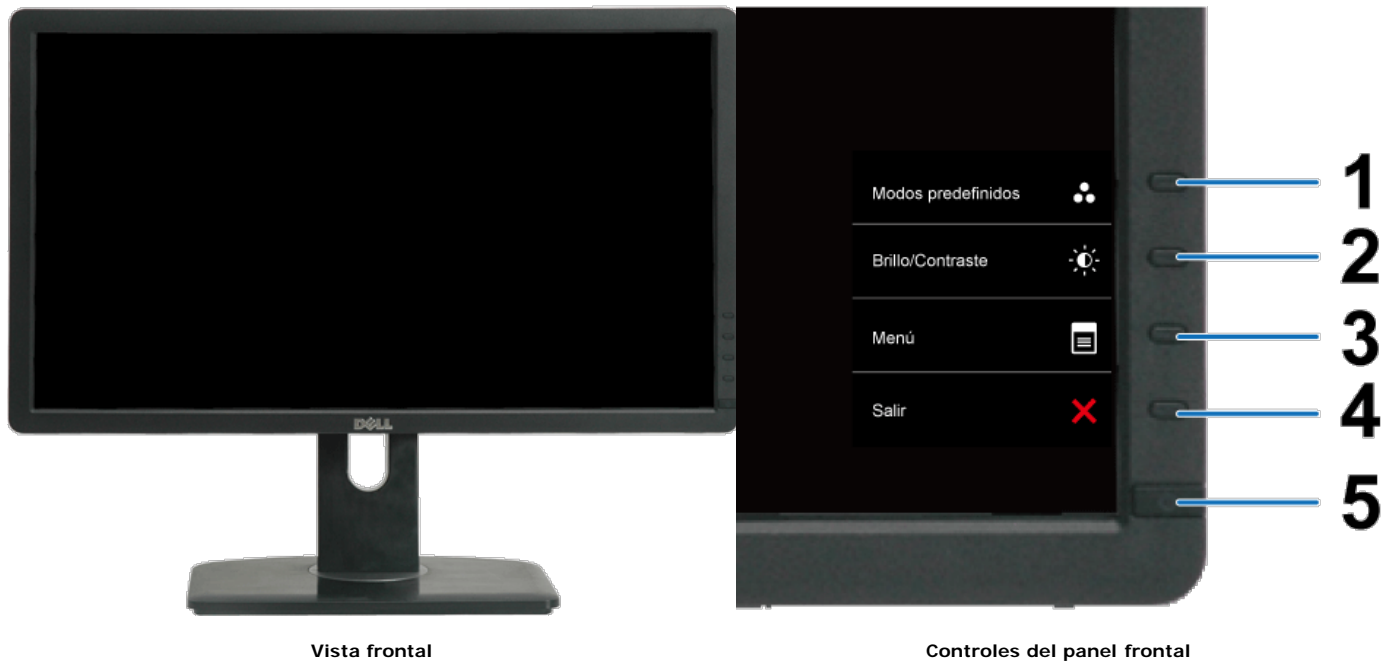 DELL
Modos predefinidos
Brillo/Contraste
Menú
Salir
1
2
3
4
5
Vista frontal
Controles del panel frontal